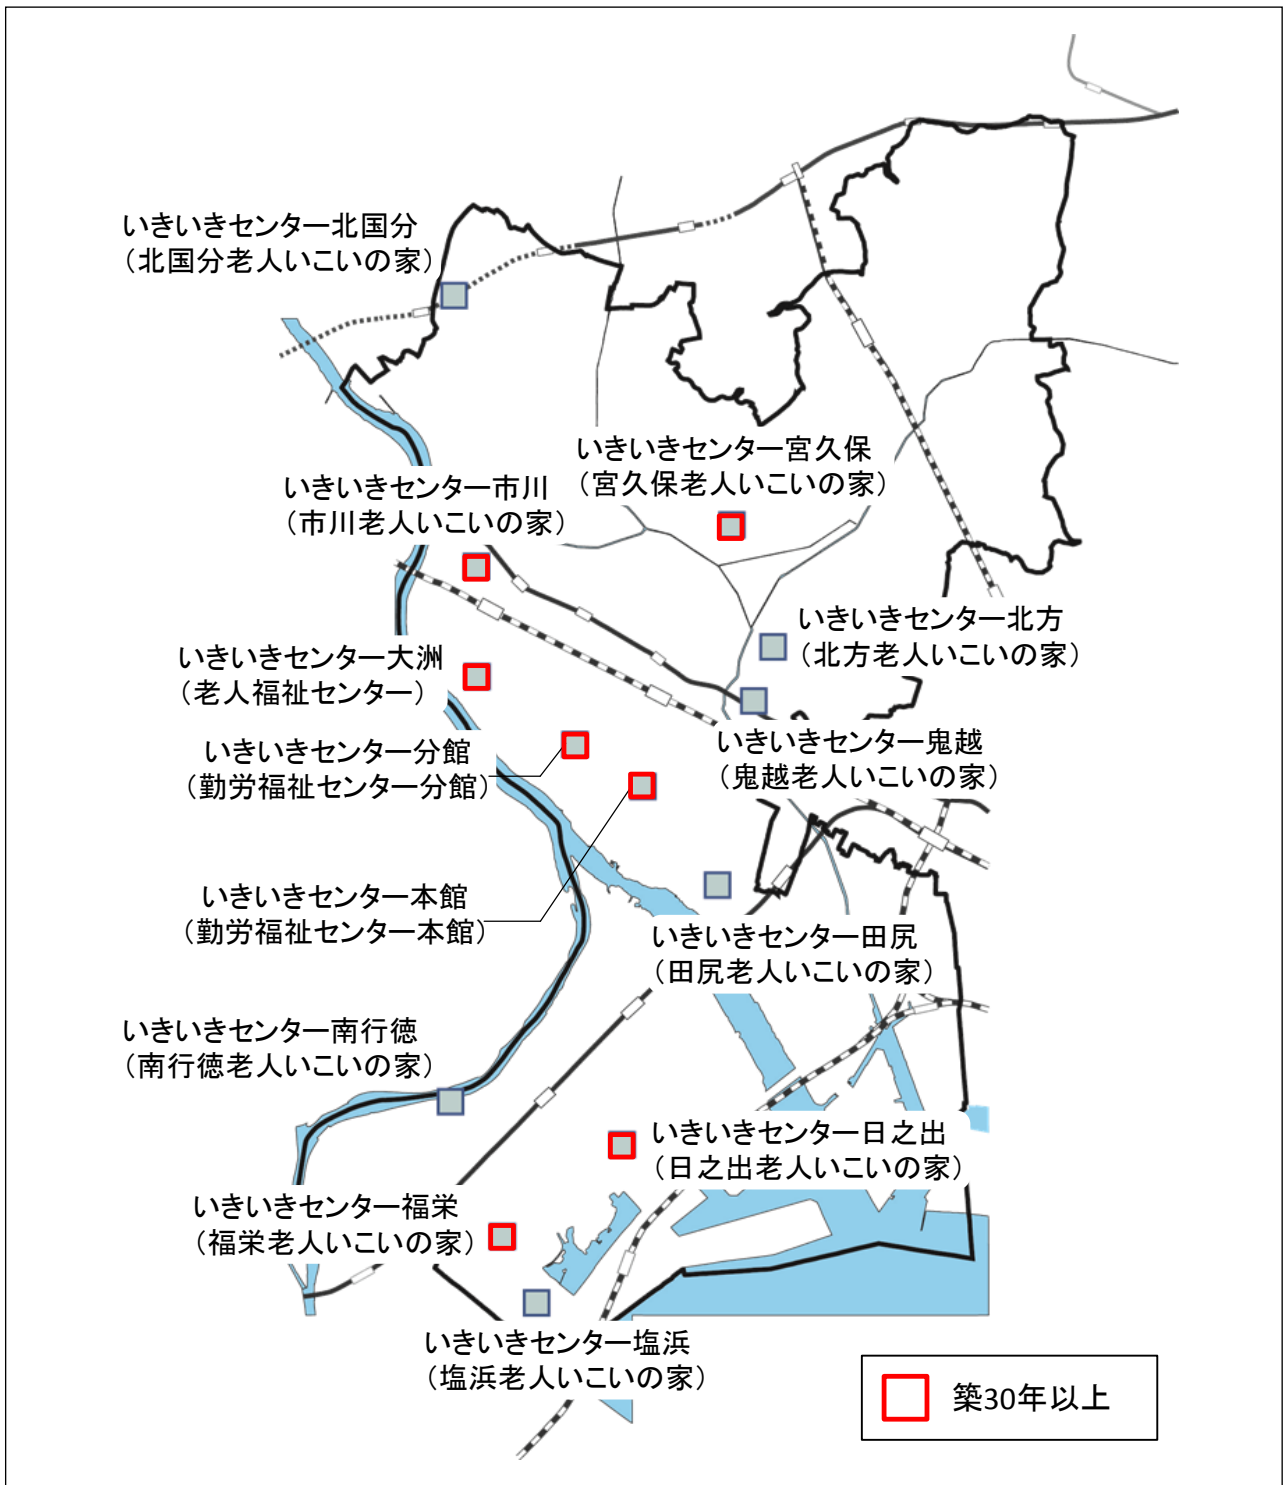 いきいきセンター北国分
（北国分老人いこいの家）
いきいきセンター宮久保
（宮久保老人いこいの家）
いきいきセンター市川
（市川老人いこいの家）
いきいきセンター北方
（北方老人いこいの家）
いきいきセンター大洲
（老人福祉センター）
いきいきセンター鬼越
（鬼越老人いこいの家）
いきいきセンター分館
（勤労福祉センター分館）
いきいきセンター本館
（勤労福祉センター本館）
いきいきセンター田尻
（田尻老人いこいの家）
いきいきセンター南行徳
（南行徳老人いこいの家）
いきいきセンター日之出
（日之出老人いこいの家）
いきいきセンター福栄
（福栄老人いこいの家）
いきいきセンター塩浜
（塩浜老人いこいの家）
築30年以上